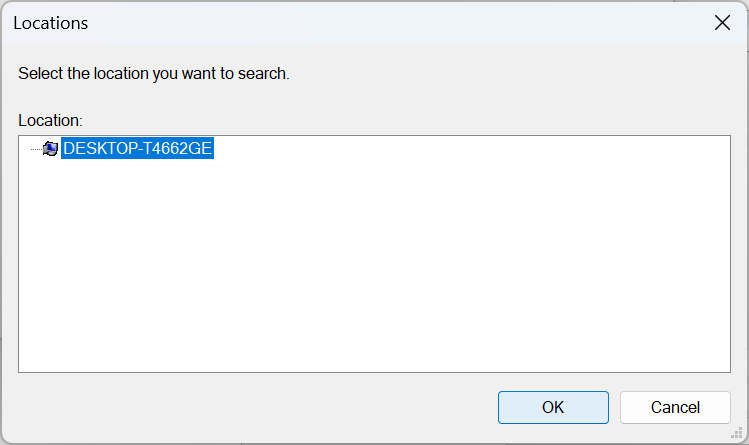 Locations
Select the location you want to search.
Location:
DESKTOP-T4662GE
OK
Cancel